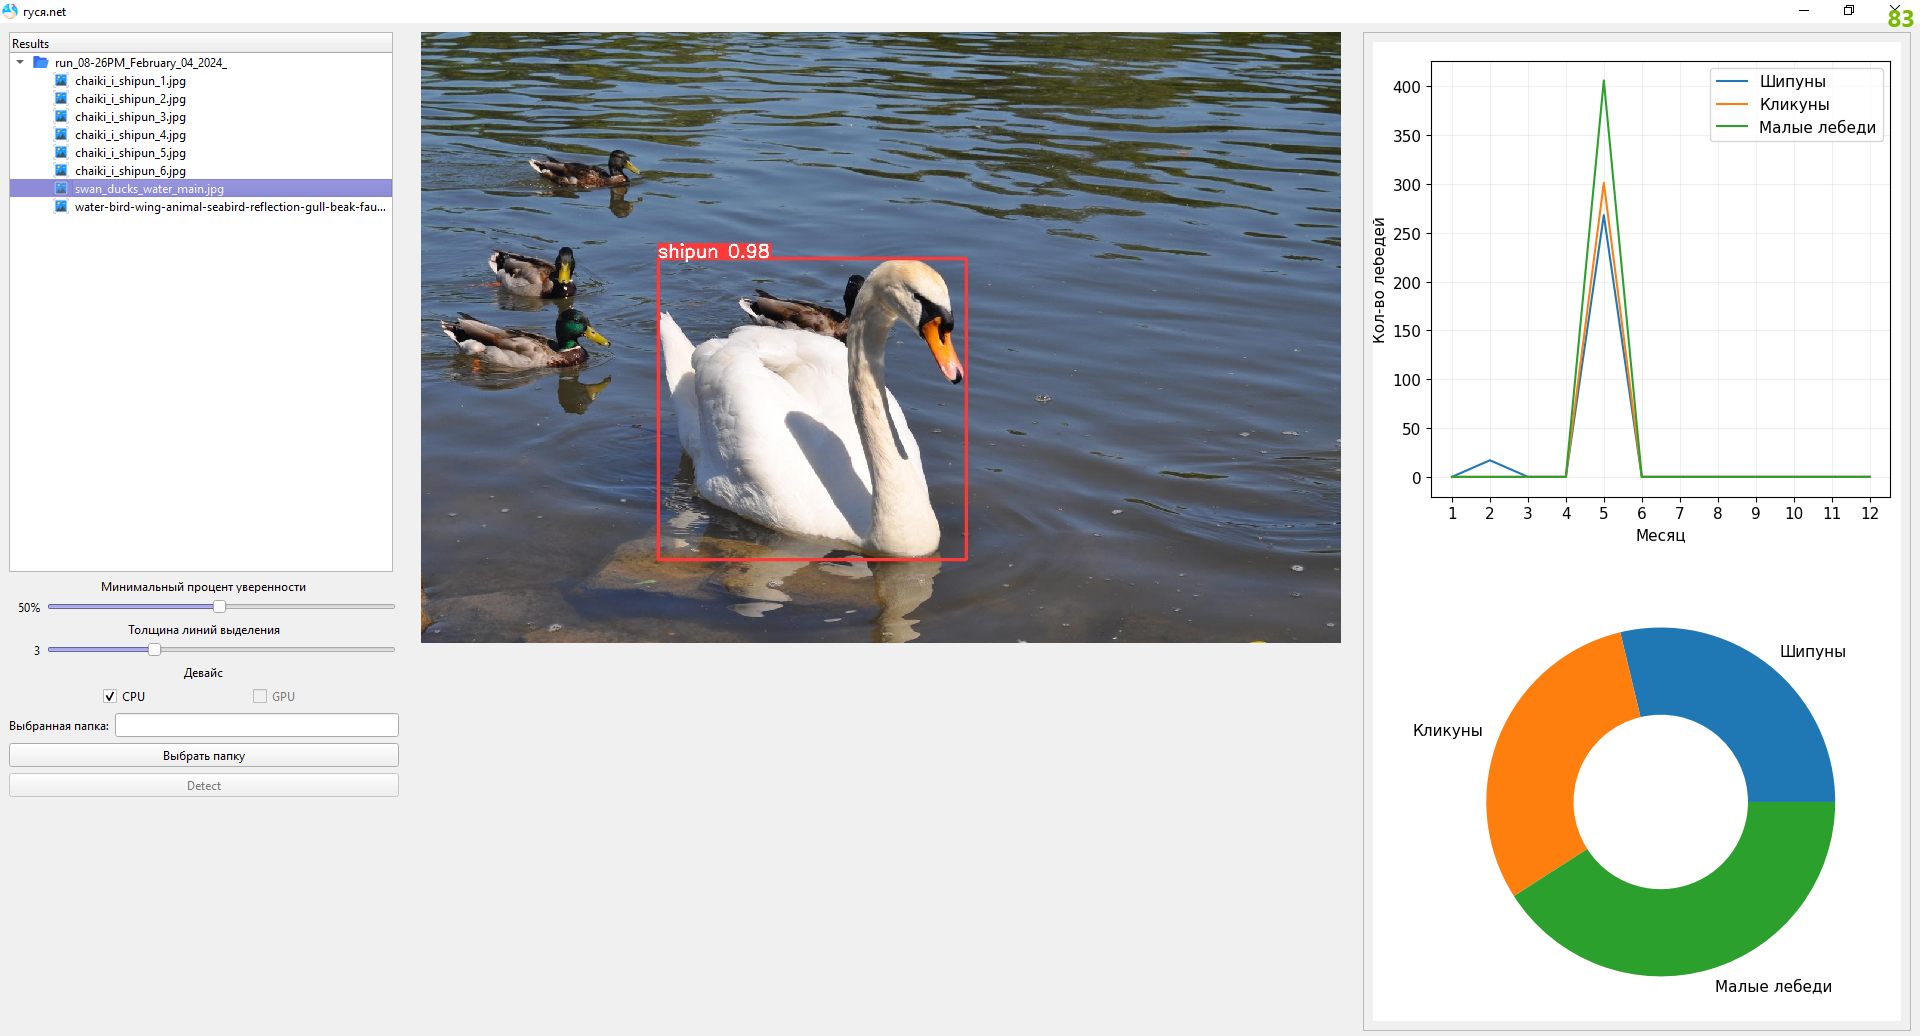 гуся.net
83
Results
run_08-26PM_February_04_2024_
chaiki_i_shipun_1.jpg
chaiki_i_shipun_2.jpg
chaiki_i_shipun_3.jpg
chaiki_i_shipun_4.jpg
chaiki_i_shipun_5.jpg
chaiki_i_shipun_6.jpg
swan_ducks_water_main.jpg
water-bird-wing-animal-seabird-reflection-gull-beak-fau...
Минимальный процент уверенности
50%
Толщина линий выделения
3
Девайс
CPU GPU
Выбранная папка:
Выбрать папку
Detect
shipun 0.98
Шипуны
Кликуны
Малые лебеди
Кол-во лебедей
400
350
300
250
200
150
100
50
0
1 2 3 4 5 6 7 8 9 10 11 12
Месяц
Шипуны
Кликуны
Малые лебеди